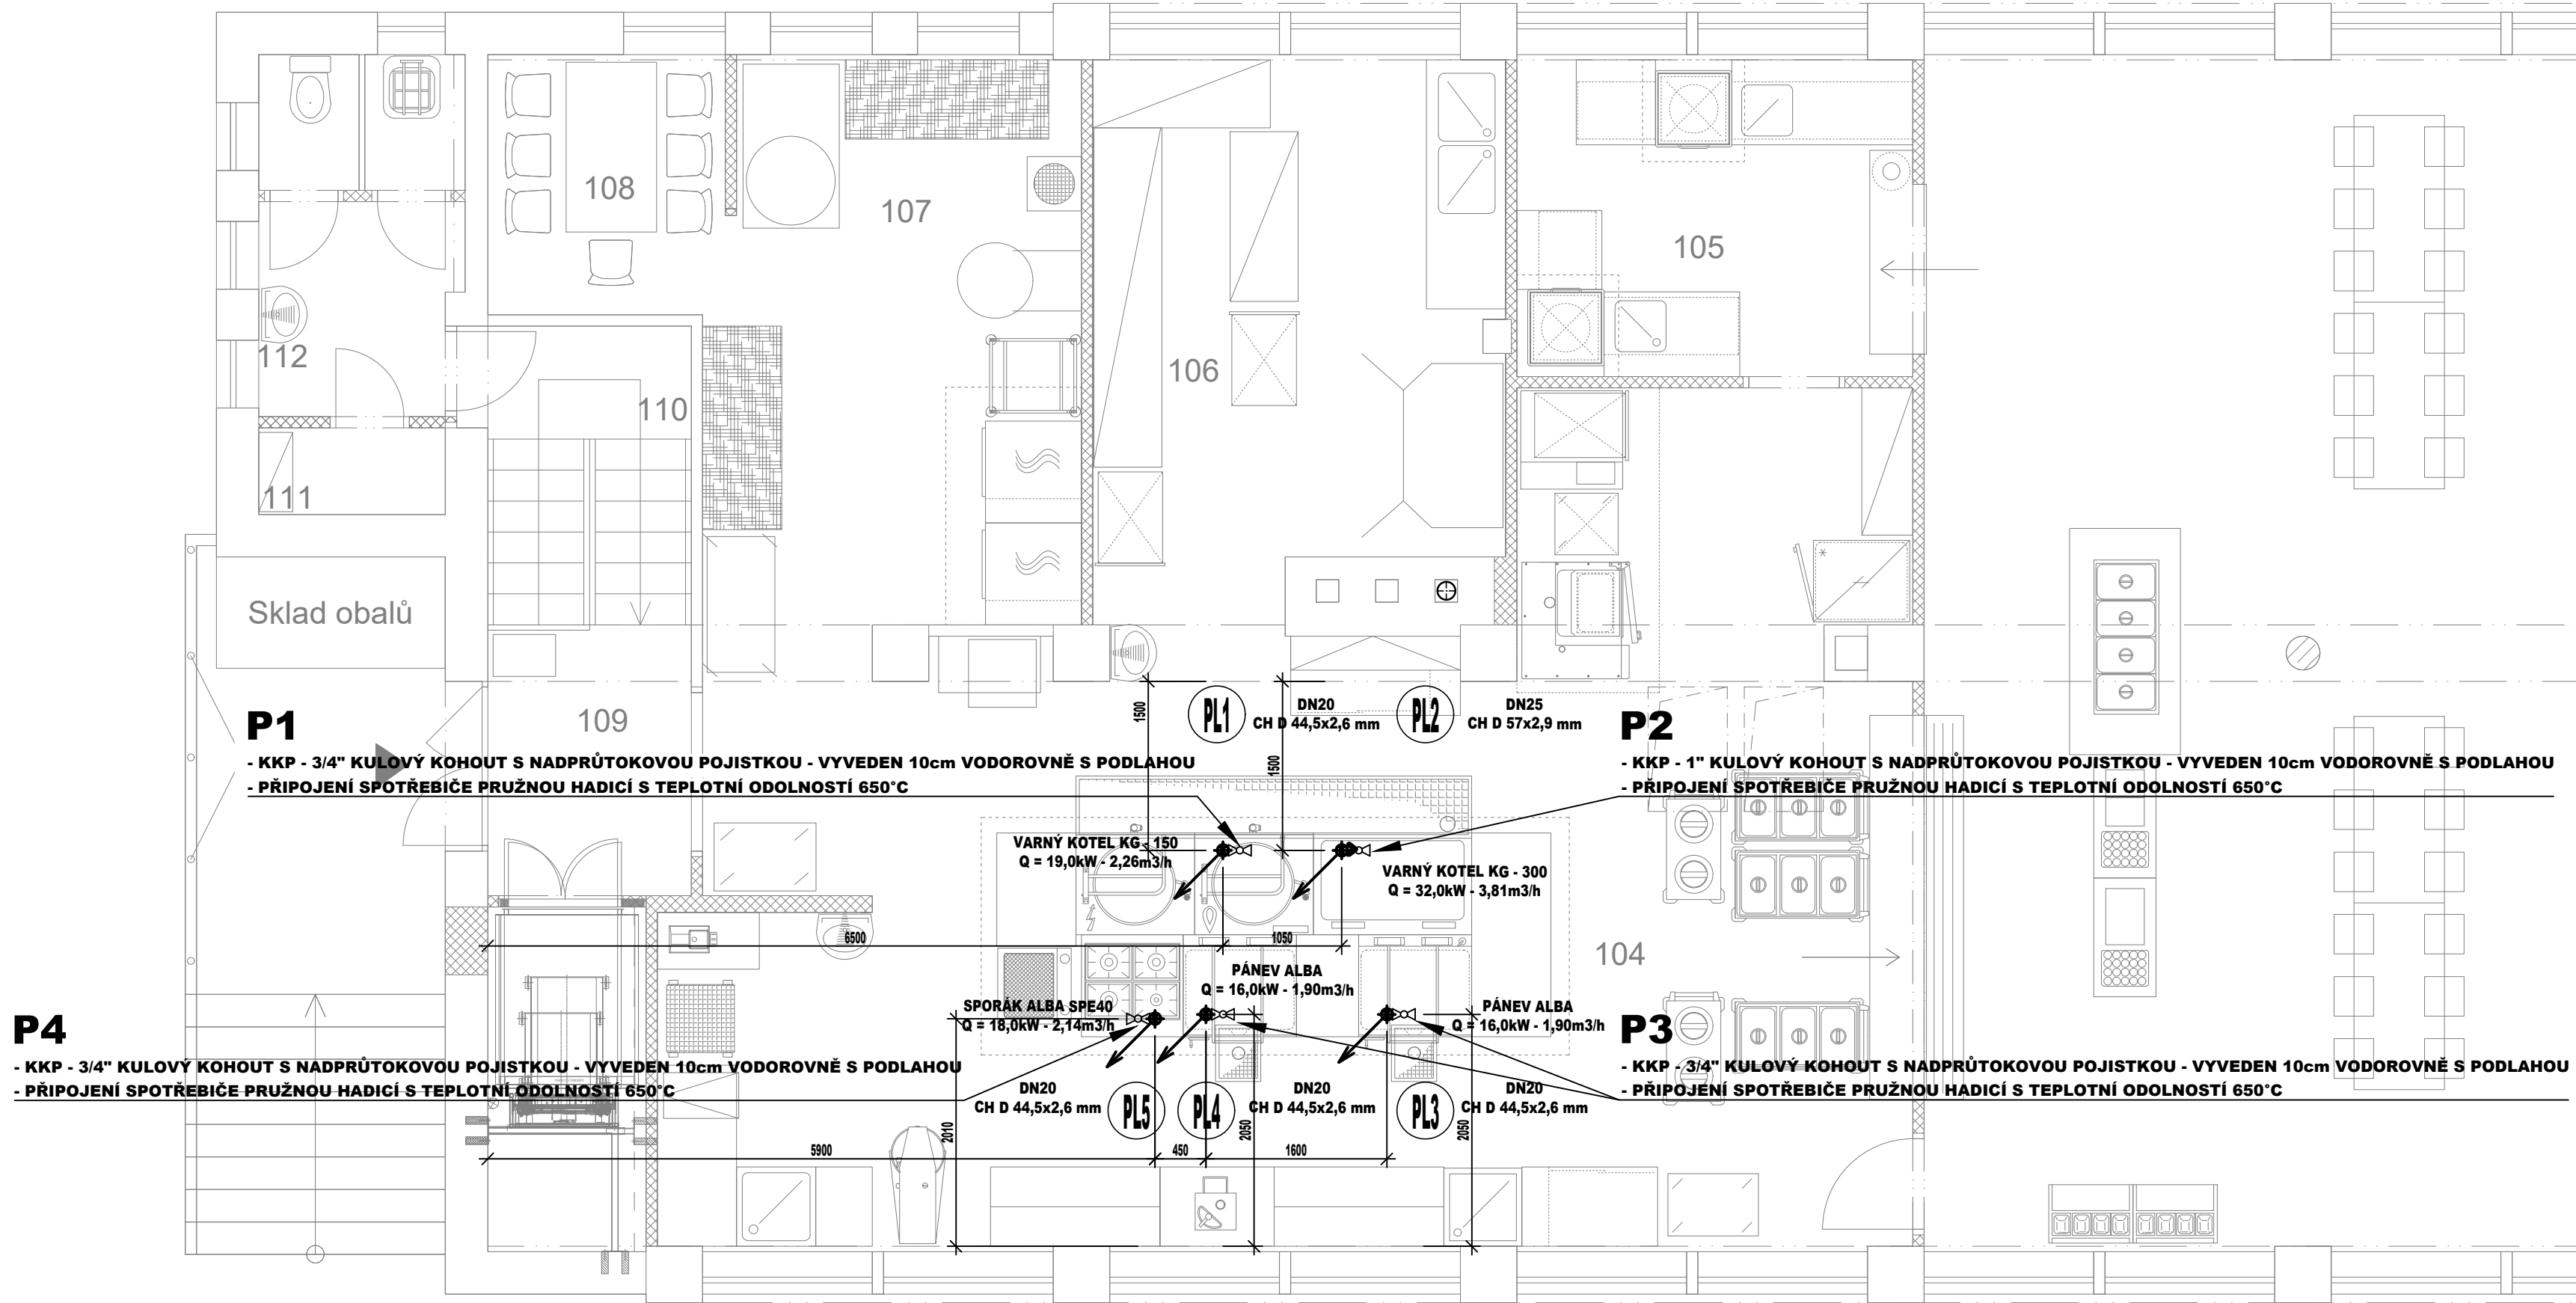 108
107
105
112
106
110
111
Sklad obalů
109
P1
- KKP - 3/4" KULOVÝ KOHOUT S NADPRŮTOKOVOU POJISTKOU - VYVEDEN 10cm VODOROVNĚ S PODLAHOU
- PŘIPOJENÍ SPOTŘEBIČE PRUŽNOU HADICÍ S TEPLOTNÍ ODOLNOSTÍ 650°C
1500
PL1
DN20
CH D 44,5x2,6 mm
1500
PL2
DN25
CH D 57x2,9 mm
P2
- KKP - 1" KULOVÝ KOHOUT S NADPRŮTOKOVOU POJISTKOU - VYVEDEN 10cm VODOROVNĚ S PODLAHOU
- PŘIPOJENÍ SPOTŘEBIČE PRUŽNOU HADICÍ S TEPLOTNÍ ODOLNOSTÍ 650°C
VARNÝ KOTEL KG - 150
Q = 19,0kW - 2,26m3/h
VARNÝ KOTEL KG - 300
Q = 32,0kW - 3,81m3/h
6500
1050
104
PÁNEV ALBA
Q = 16,0kW - 1,90m3/h
SPORÁK ALBA SPE40
Q = 18,0kW - 2,14m3/h
PÁNEV ALBA
Q = 16,0kW - 1,90m3/h
P4
- KKP - 3/4" KULOVÝ KOHOUT S NADPRŮTOKOVOU POJISTKOU - VYVEDEN 10cm VODOROVNĚ S PODLAHOU
- PŘIPOJENÍ SPOTŘEBIČE PRUŽNOU HADICÍ S TEPLOTNÍ ODOLNOSTÍ 650°C
P3
- KKP - 3/4" KULOVÝ KOHOUT S NADPRŮTOKOVOU POJISTKOU - VYVEDEN 10cm VODOROVNĚ S PODLAHOU
- PŘIPOJENÍ SPOTŘEBIČE PRUŽNOU HADICÍ S TEPLOTNÍ ODOLNOSTÍ 650°C
DN20
CH D 44,5x2,6 mm
PL5
PL4
DN20
CH D 44,5x2,6 mm
PL3
DN20
CH D 44,5x2,6 mm
2010
2050
2050
5900
450
1600